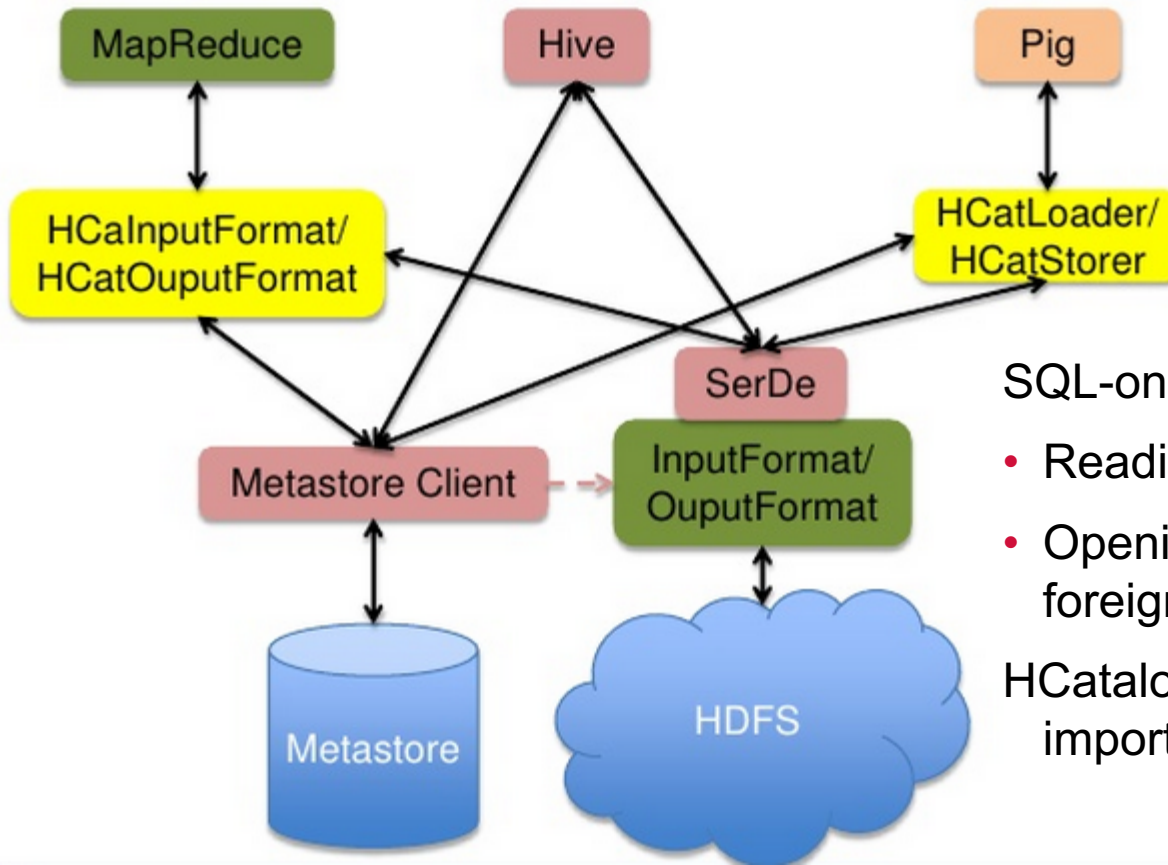 MapReduce
Hive
Pig
HCaInputFormat/
HCatOuputFormat
HCatLoader/
HCatStorer
SerDe
SQL-on
Metastore Client
InputFormat/
OuputFormat
Metastore
HDFS
• Readi
• Openi
foreign
HCatalo
import